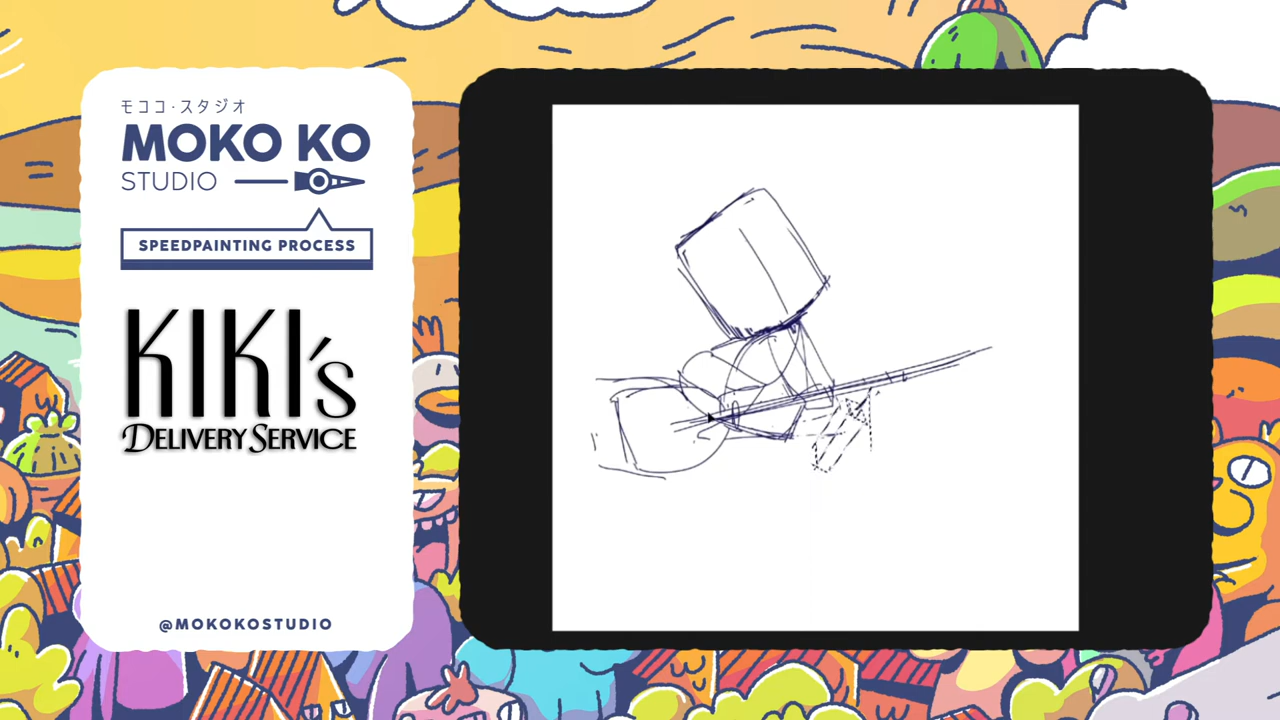 モココ・スタジオ
MOKO KO
STUDIO
SPEEDPAINTING PROCESS
KIKI's
DELIVERY SERVICE
@MOKOKOSTUDIO